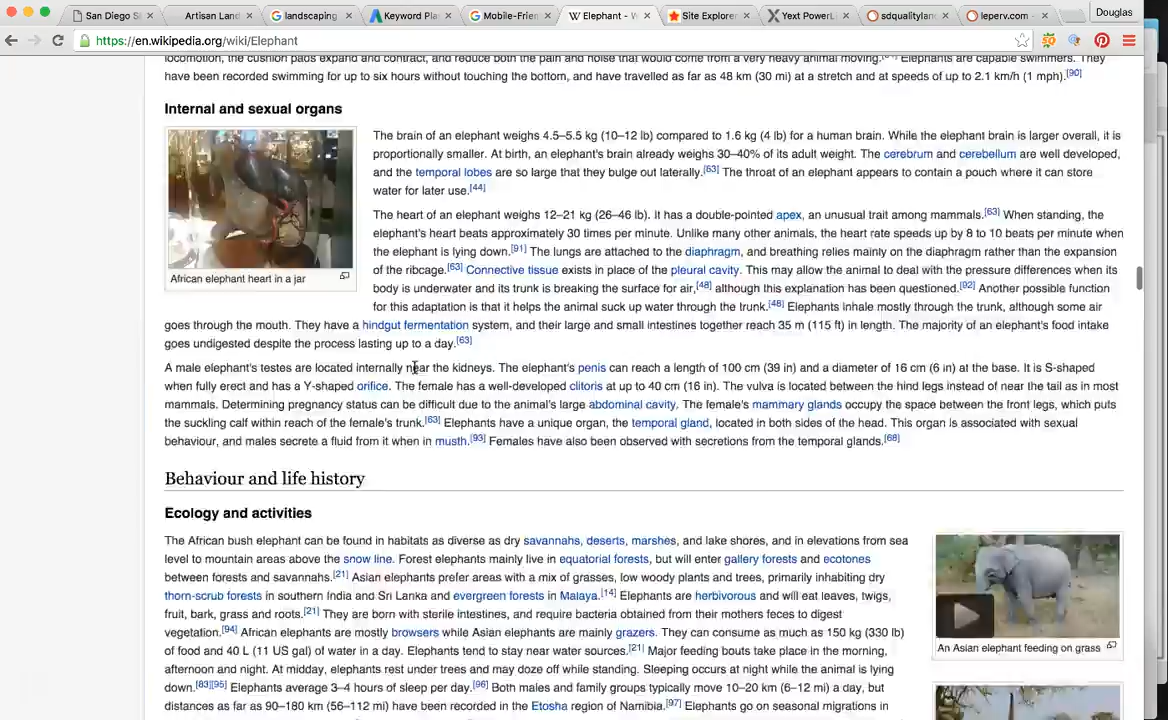 San Diego Si
Artisan Land
landscaping
Keyword Pla
Mobile-Frien
Elephant - W
Site Explorer
Yext PowerL
sdqualitylan
leperv.com -
Douglas
https://en.wikipedia.org/wiki/Elephant
locomotion, the cushion pads expand and contract, and reduce both the pain and noise that would come from a very heavy animal moving. Elephants are capable swimmers. They
have been recorded swimming for up to six hours without touching the bottom, and have travelled as far as 48 km (30 mi) at a stretch and at speeds of up to 2.1 km/h (1 mph).[90]
Internal and sexual organs
African elephant heart in a jar
The brain of an elephant weighs 4.5–5.5 kg (10–12 lb) compared to 1.6 kg (4 lb) for a human brain. While the elephant brain is larger overall, it is
proportionally smaller. At birth, an elephant's brain already weighs 30–40% of its adult weight. The cerebrum and cerebellum are well developed,
and the temporal lobes are so large that they bulge out laterally.[63] The throat of an elephant appears to contain a pouch where it can store
water for later use.[44]
The heart of an elephant weighs 12–21 kg (26–46 lb). It has a double-pointed apex, an unusual trait among mammals.[63] When standing, the
elephant's heart beats approximately 30 times per minute. Unlike many other animals, the heart rate speeds up by 8 to 10 beats per minute when
the elephant is lying down.[91] The lungs are attached to the diaphragm, and breathing relies mainly on the diaphragm rather than the expansion
of the ribcage.[63] Connective tissue exists in place of the pleural cavity. This may allow the animal to deal with the pressure differences when its
body is underwater and its trunk is breaking the surface for air,[48] although this explanation has been questioned.[92] Another possible function
for this adaptation is that it helps the animal suck up water through the trunk.[48] Elephants inhale mostly through the trunk, although some air
goes through the mouth. They have a hindgut fermentation system, and their large and small intestines together reach 35 m (115 ft) in length. The majority of an elephant's food intake
goes undigested despite the process lasting up to a day.[63]
A male elephant's testes are located internally near the kidneys. The elephant's penis can reach a length of 100 cm (39 in) and a diameter of 16 cm (6 in) at the base. It is S-shaped
when fully erect and has a Y-shaped orifice. The female has a well-developed clitoris at up to 40 cm (16 in). The vulva is located between the hind legs instead of near the tail as in most
mammals. Determining pregnancy status can be difficult due to the animal's large abdominal cavity. The female's mammary glands occupy the space between the front legs, which puts
the suckling calf within reach of the female's trunk.[63] Elephants have a unique organ, the temporal gland, located in both sides of the head. This organ is associated with sexual
behaviour, and males secrete a fluid from it when in musth.[93] Females have also been observed with secretions from the temporal glands.[68]
Behaviour and life history
Ecology and activities
The African bush elephant can be found in habitats as diverse as dry savannahs, deserts, marshes, and lake shores, and in elevations from sea
level to mountain areas above the snow line. Forest elephants mainly live in equatorial forests, but will enter gallery forests and ecotones
between forests and savannahs.[21] Asian elephants prefer areas with a mix of grasses, low woody plants and trees, primarily inhabiting dry
thorn-scrub forests in southern India and Sri Lanka and evergreen forests in Malaya.[14] Elephants are herbivorous and will eat leaves, twigs,
fruit, bark, grass and roots.[21] They are born with sterile intestines, and require bacteria obtained from their mothers feces to digest
vegetation.[94] African elephants are mostly browsers while Asian elephants are mainly grazers. They can consume as much as 150 kg (330 lb)
of food and 40 L (11 US gal) of water in a day. Elephants tend to stay near water sources.[21] Major feeding bouts take place in the morning,
afternoon and night. At midday, elephants rest under trees and may doze off while standing. Sleeping occurs at night while the animal is lying
down.[83][95] Elephants average 3–4 hours of sleep per day.[96] Both males and family groups typically move 10–20 km (6–12 mi) a day, but
distances as far as 90–180 km (56–112 mi) have been recorded in the Etosha region of Namibia.[97] Elephants go on seasonal migrations in
An Asian elephant feeding on grass